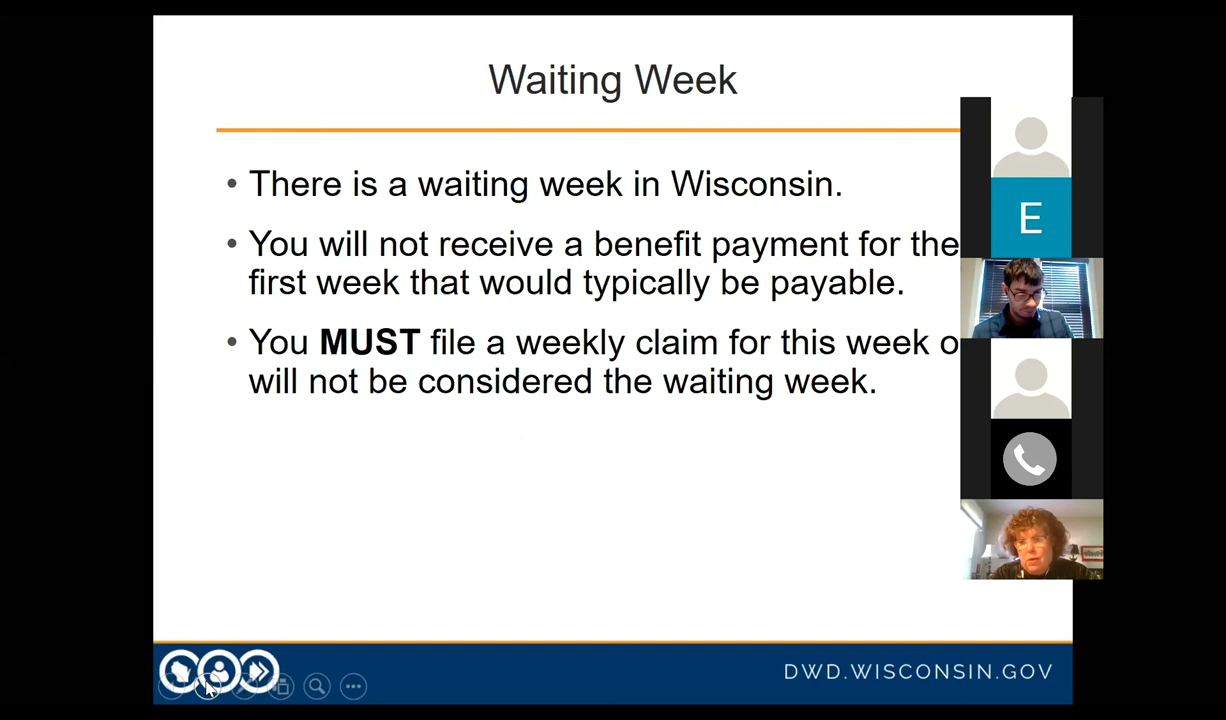 Waiting Week
• There is a waiting week in Wisconsin.
• You will not receive a benefit payment for the
first week that would typically be payable.
• You MUST file a weekly claim for this week
will not be considered the waiting week.
E
DWD.WISCONSIN.GOV